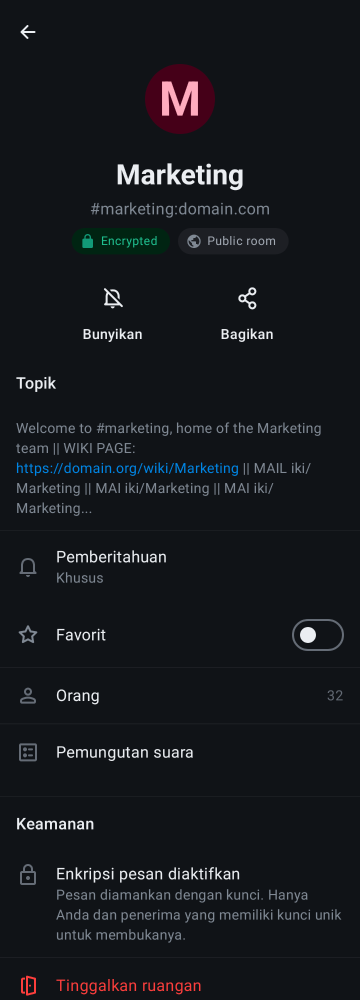 M
Marketing
#marketing:domain.com
Encrypted
Public room
Bunyikan
Bagikan
Topik
Welcome to #marketing, home of the Marketing
team || WIKI PAGE:
https://domain.org/wiki/Marketing || MAIL iki/
Marketing || MAI iki/Marketing || MAI iki/
Marketing...
Pemberitahuan
Khusus
Favorit
Orang 32
Pemungutan suara
Keamanan
Enkripsi pesan diaktifkan
Pesan diamankan dengan kunci. Hanya
Anda dan penerima yang memiliki kunci unik
untuk membukanya.
Tinggalkan ruangan